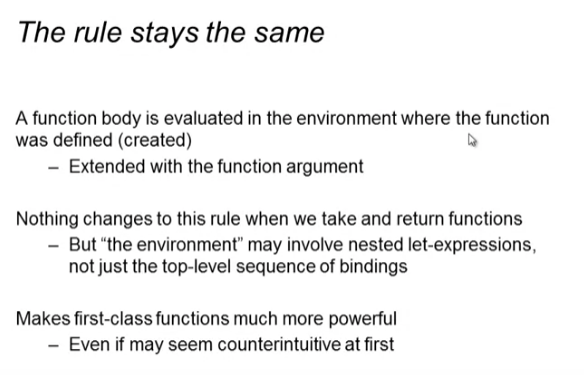 The rule stays the same
A function body is evaluated in the environment where the function
was defined (created)
– Extended with the function argument
Nothing changes to this rule when we take and return functions
– But “the environment” may involve nested let-expressions,
not just the top-level sequence of bindings
Makes first-class functions much more powerful
– Even if may seem counterintuitive at first